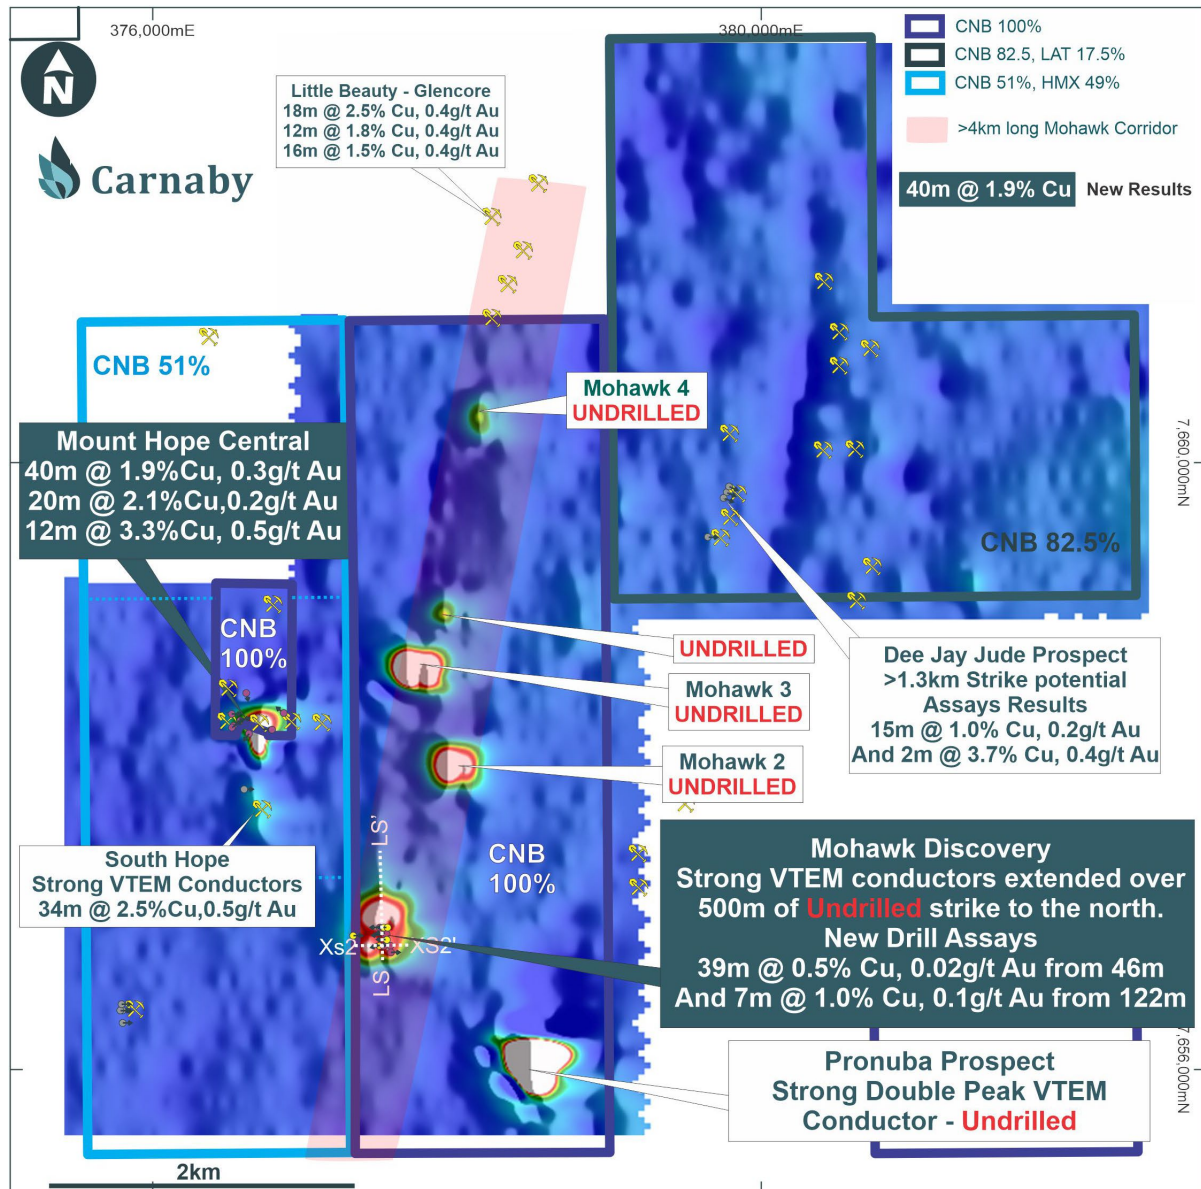 376,000mE
380,000mE
N
Carnaby
CNB 100%
CNB 82.5, LAT 17.5%
CNB 51%, HMX 49%
>4km long Mohawk Corridor
40m @ 1.9% Cu New Results
Little Beauty - Glencore
18m @ 2.5% Cu, 0.4g/t Au
12m @ 1.8% Cu, 0.4g/t Au
16m @ 1.5% Cu, 0.4g/t Au
CNB 51%
Mohawk 4
UNDRILLED
Mount Hope Central
40m @ 1.9%Cu, 0.3g/t Au
20m @ 2.1%Cu,0.2g/t Au
12m @ 3.3%Cu, 0.5g/t Au
7,660,000mN
CNB 82.5%
CNB
100%
UNDRILLED
Mohawk 3
UNDRILLED
Mohawk 2
UNDRILLED
Dee Jay Jude Prospect
>1.3km Strike potential
Assays Results
15m @ 1.0% Cu, 0.2g/t Au
And 2m @ 3.7% Cu, 0.4g/t Au
South Hope
Strong VTEM Conductors
34m @ 2.5%Cu,0.5g/t Au
LS'
CNB
100%
Xs2
XS2'
LS
Mohawk Discovery
Strong VTEM conductors extended over
500m of Undrilled strike to the north.
New Drill Assays
39m @ 0.5% Cu, 0.02g/t Au from 46m
And 7m @ 1.0% Cu, 0.1g/t Au from 122m
Pronuba Prospect
Strong Double Peak VTEM
Conductor - Undrilled
7,656,000mN
2km